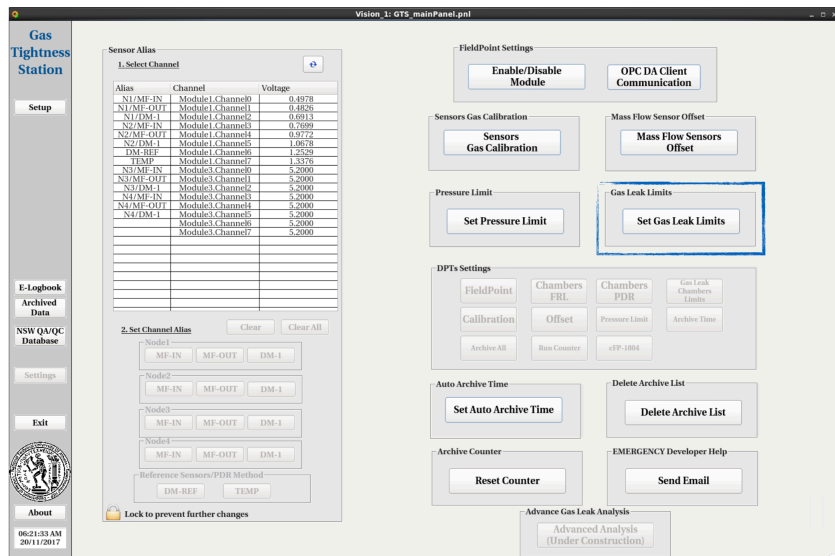 Vision_1: GTS_mainPanel.pnl
Gas
Tightness
Station
Setup
E-Logbook
Archived
Data
NSW QA/QC
Database
Settings
Exit
About
06:21:33 AM
20/11/2017
Sensor Alias
1. Select Channel
Alias Channel Voltage
N1/MF-IN Module1.Channel0 0.4978
N1/MF-OUT Module1.Channel1 0.4826
N1/DM-1 Module1.Channel2 0.6913
N2/MF-IN Module1.Channel3 0.7699
N2/MF-OUT Module1.Channel4 0.9772
N2/DM-1 Module1.Channel5 1.0678
DM-REF Module1.Channel6 1.2529
TEMP Module1.Channel7 1.3376
N3/MF-IN Module3.Channel0 5.2000
N3/MF-OUT Module3.Channel1 5.2000
N3/DM-1 Module3.Channel2 5.2000
N4/MF-IN Module3.Channel3 5.2000
N4/MF-OUT Module3.Channel4 5.2000
N4/DM-1 Module3.Channel5 5.2000
Module3.Channel6 5.2000
Module3.Channel7 5.2000
2. Set Channel Alias Clear Clear All
Node1
MF-IN MF-OUT DM-1
Node2
MF-IN MF-OUT DM-1
Node3
MF-IN MF-OUT DM-1
Node4
MF-IN MF-OUT DM-1
Reference Sensors/PDR Method
DM-REF TEMP
Lock to prevent further changes
FieldPoint Settings
Enable/Disable
Module
OPC DA Client
Communication
Sensors Gas Calibration
Sensors
Gas Calibration
Mass Flow Sensor Offset
Mass Flow Sensors
Offset
Pressure Limit
Set Pressure Limit
Gas Leak Limits
Set Gas Leak Limits
DPTs Settings
FieldPoint
Chambers
FRL
Chambers
PDR
Gas Leak
Chambers
Limits
Calibration Offset Pressure Limit Archive Time
Archive All Run Counter cFP-1804
Auto Archive Time
Set Auto Archive Time
Delete Archive List
Delete Archive List
Archive Counter
Reset Counter
EMERGENCY Developer Help
Send Email
Advance Gas Leak Analysis
Advanced Analysis
(Under Construction)